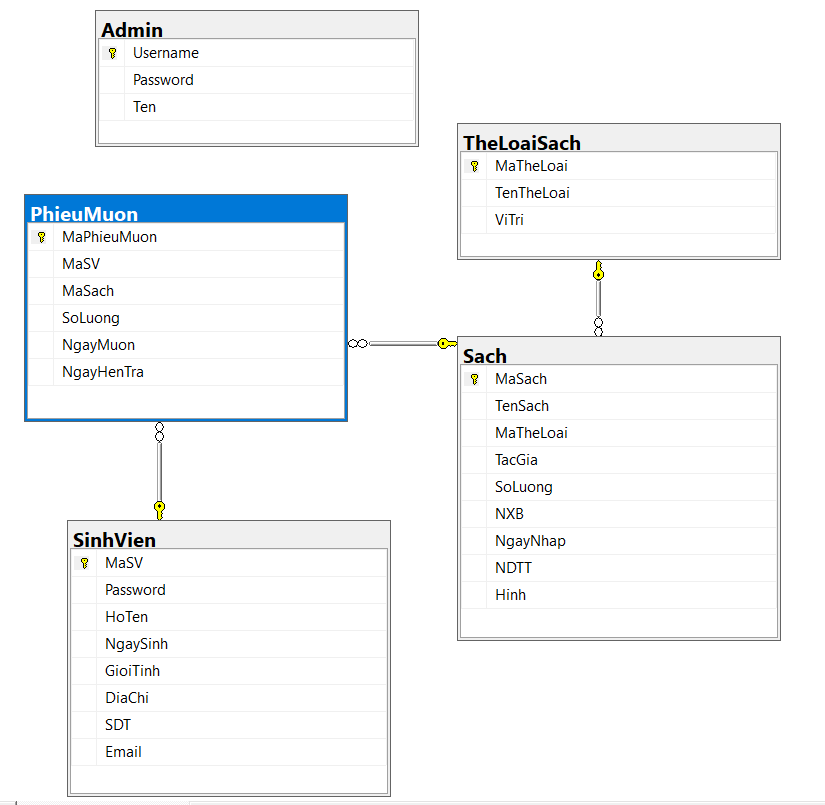 Admin
Username
Password
Ten
TheLoaiSach
MaTheLoai
TenTheLoai
ViTri
PhieuMuon
MaPhieuMuon
MaSV
MaSach
SoLuong
NgayMuon
NgayHenTra
Sach
MaSach
TenSach
MaTheLoai
TacGia
SoLuong
NXB
NgayNhap
NDTT
Hinh
SinhVien
MaSV
Password
HoTen
NgaySinh
GioiTinh
DiaChi
SDT
Email